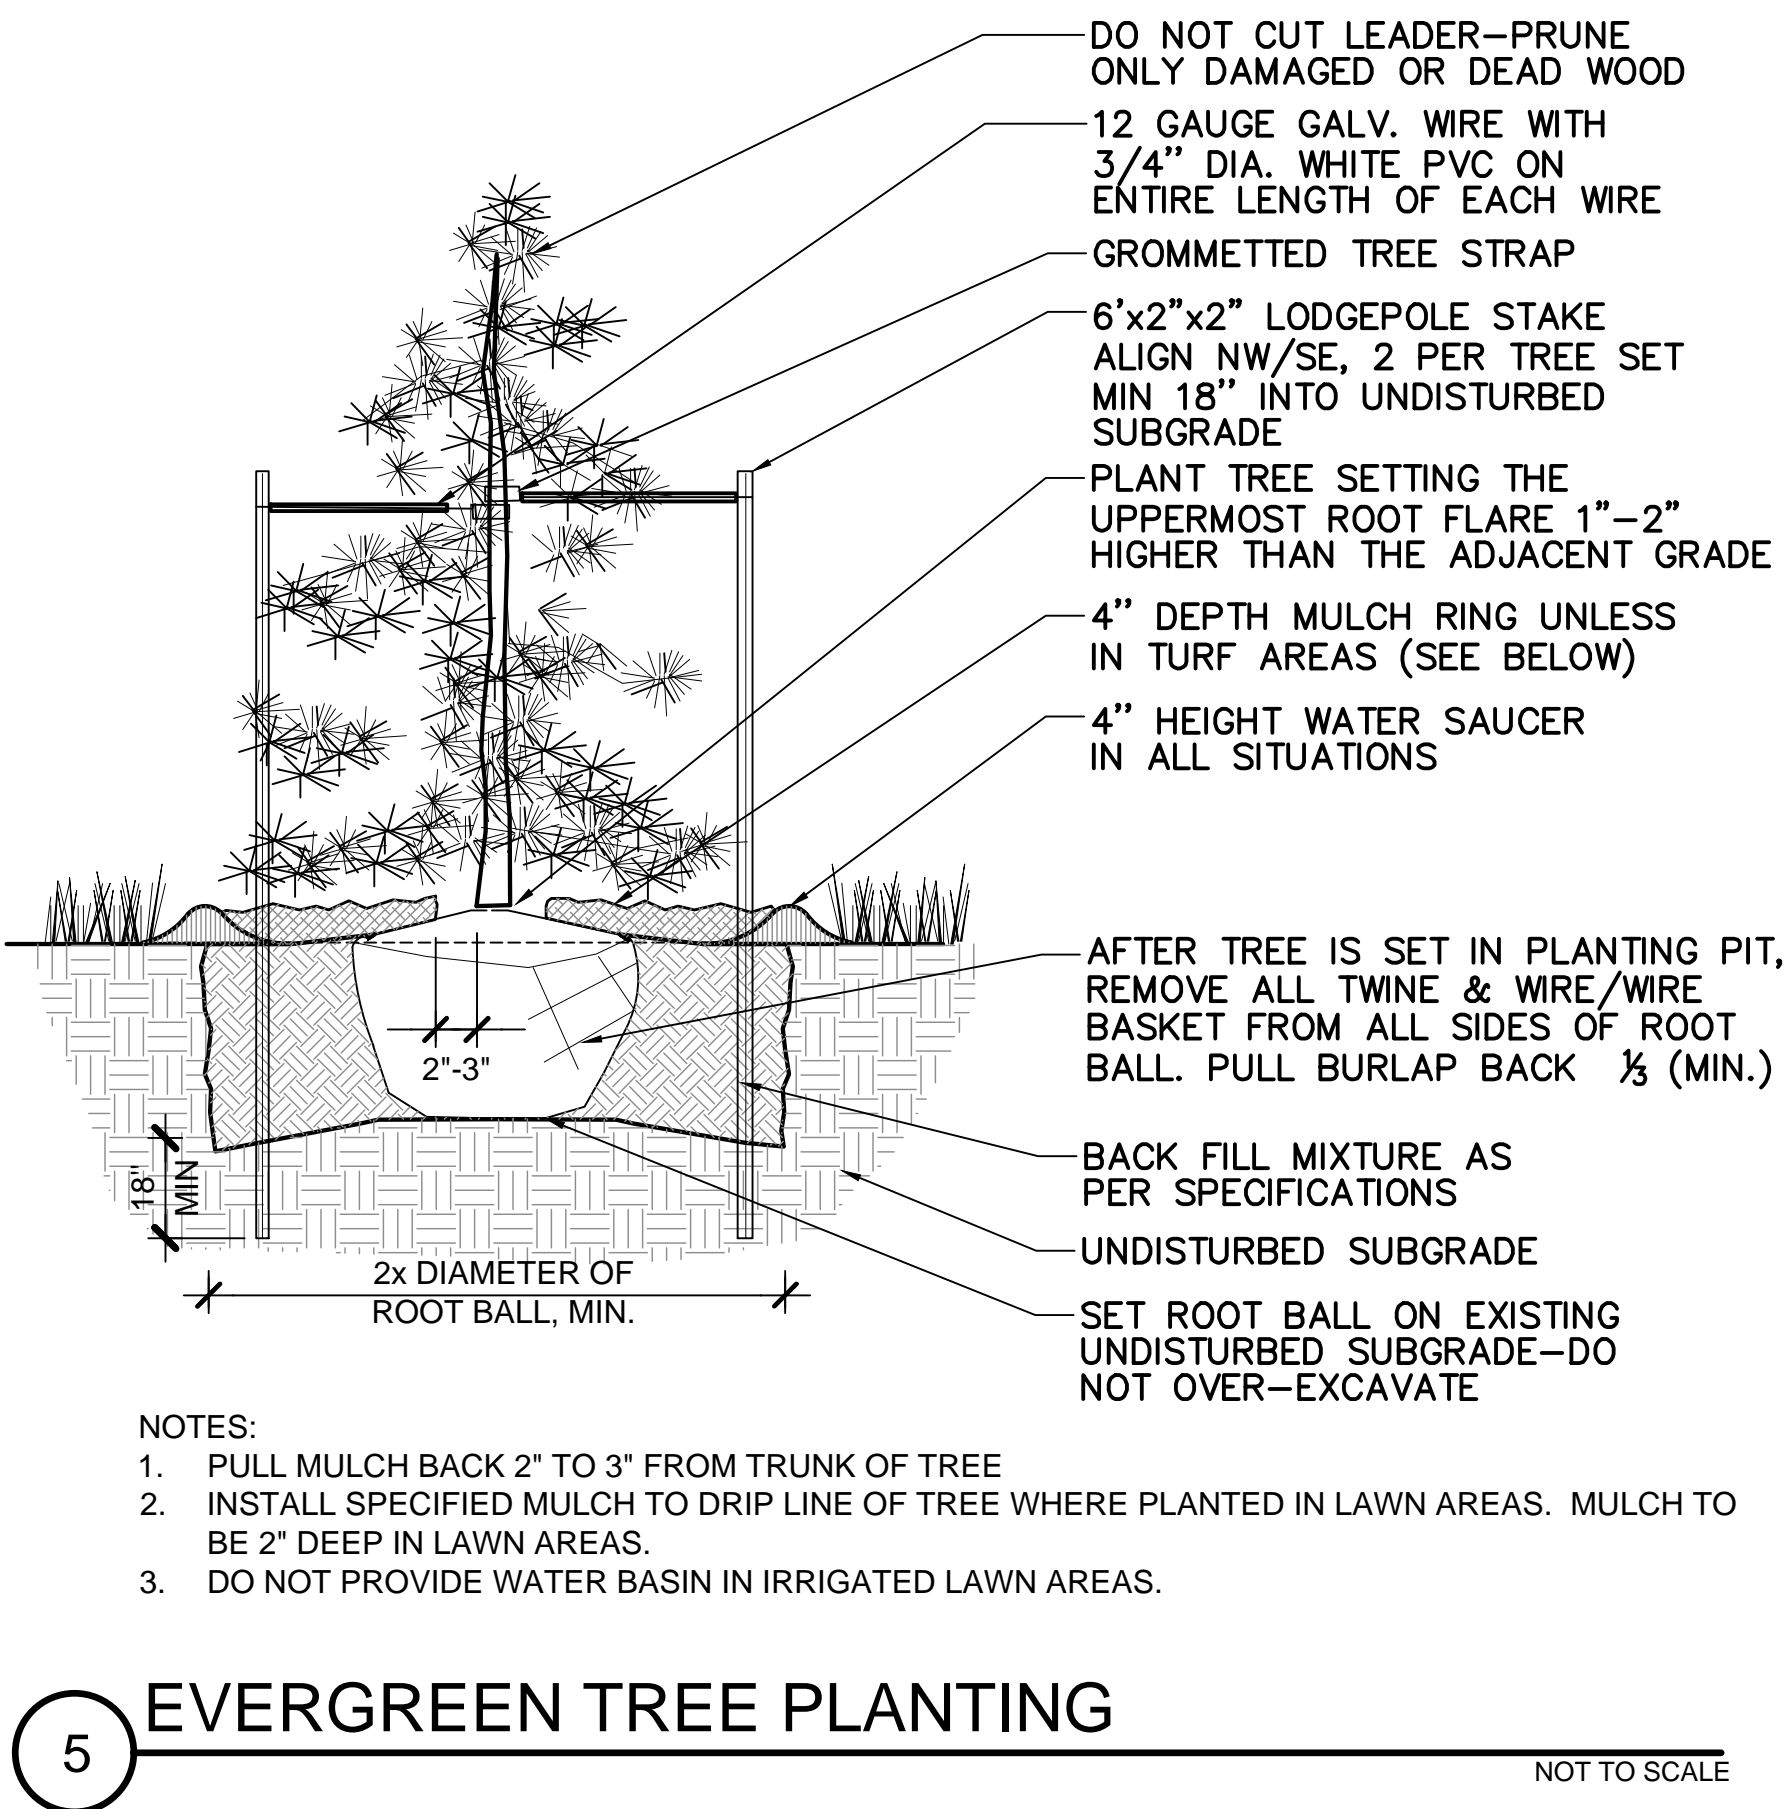 DO NOT CUT LEADER-PRUNE
ONLY DAMAGED OR DEAD WOOD
12 GAUGE GALV. WIRE WITH
3/4" DIA. WHITE PVC ON
ENTIRE LENGTH OF EACH WIRE
GROMMETTED TREE STRAP
6'x2"x2" LODGEPOLE STAKE
ALIGN NW/SE, 2 PER TREE SET
MIN 18" INTO UNDISTURBED
SUBGRADE
PLANT TREE SETTING THE
UPPERMOST ROOT FLARE 1"-2"
HIGHER THAN THE ADJACENT GRADE
4" DEPTH MULCH RING UNLESS
IN TURF AREAS (SEE BELOW)
4" HEIGHT WATER SAUCER
IN ALL SITUATIONS
AFTER TREE IS SET IN PLANTING PIT,
REMOVE ALL TWINE & WIRE/WIRE
BASKET FROM ALL SIDES OF ROOT
BALL. PULL BURLAP BACK ⅓ (MIN.)
2"-3"
BACK FILL MIXTURE AS
PER SPECIFICATIONS
18"
MIN
UNDISTURBED SUBGRADE
2x DIAMETER OF
ROOT BALL, MIN.
SET ROOT BALL ON EXISTING
UNDISTURBED SUBGRADE-DO
NOT OVER-EXCAVATE
NOTES:
1. PULL MULCH BACK 2" TO 3" FROM TRUNK OF TREE
2. INSTALL SPECIFIED MULCH TO DRIP LINE OF TREE WHERE PLANTED IN LAWN AREAS. MULCH TO
BE 2" DEEP IN LAWN AREAS.
3. DO NOT PROVIDE WATER BASIN IN IRRIGATED LAWN AREAS.
5 EVERGREEN TREE PLANTING
NOT TO SCALE